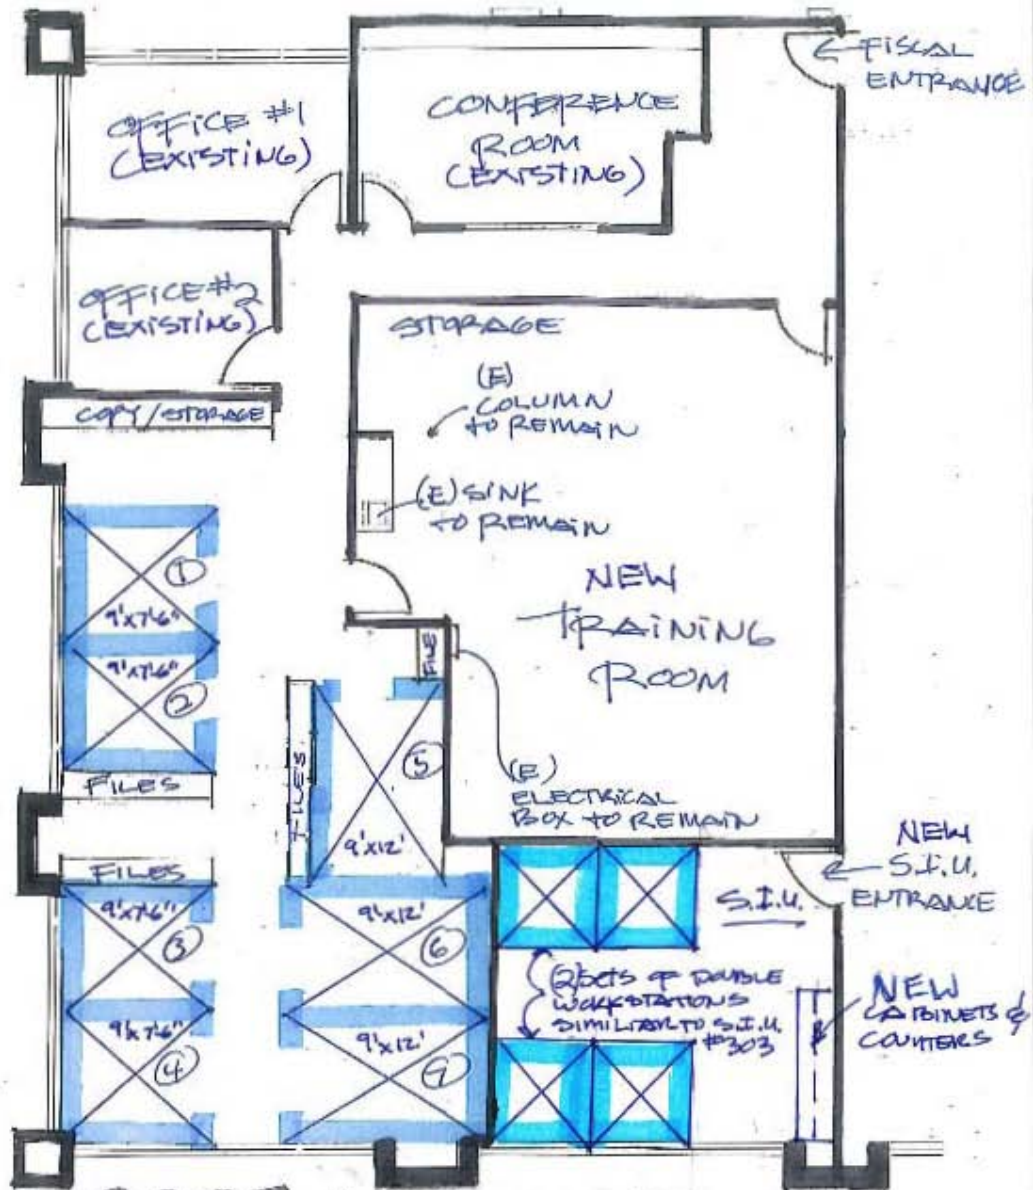 FISCAL
ENTRANCE
OFFICE #1
(EXISTING)
CONFERENCE
ROOM
(EXISTING)
OFFICE #2
(EXISTING)
STORAGE
(E)
COLUMN
TO REMAIN
COPY/STORAGE
(E) SINK
TO REMAIN
1
9'x7'6"
NEW
TRAINING
ROOM
FILE
9'x7'6"
2
FILES
FILES
5
9'x12'
(E)
ELECTRICAL
BOX TO REMAIN
NEW
S.I.U.
ENTRANCE
FILES
9'x7'6"
3
9'x12'
6
S.I.U.
(2) SETS OF DOUBLE
WORKSTATIONS
SIMILIAR TO S.I.U.
#303
NEW
CABINETS &
COUNTERS
9'x7'6"
4
9'x12'
7